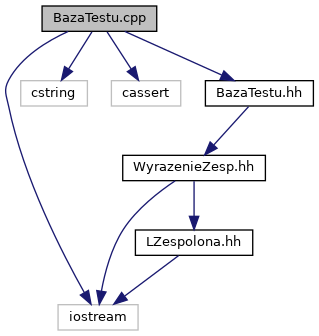 BazaTestu.cpp
cstring
cassert
BazaTestu.hh
WyrazenieZesp.hh
LZespolona.hh
iostream